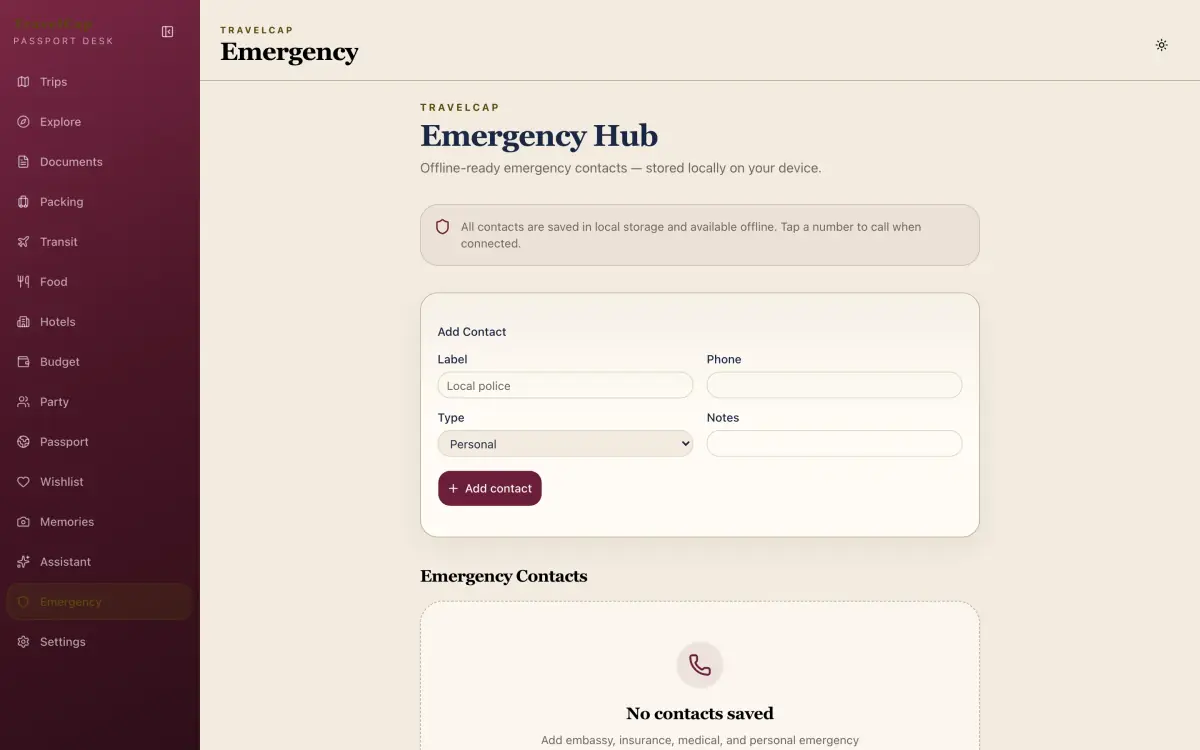 TravelCap
PASSPORT DESK
Trips
Explore
Documents
Packing
Transit
Food
Hotels
Budget
Party
Passport
Wishlist
Memories
Assistant
Emergency
Settings
TRAVELCAP
Emergency
TRAVELCAP
Emergency Hub
Offline-ready emergency contacts — stored locally on your device.
All contacts are saved in local storage and available offline. Tap a number to call when
connected.
Add Contact
Label
Phone
Local police
Type
Notes
Personal
+ Add contact
Emergency Contacts
No contacts saved
Add embassy, insurance, medical, and personal emergency